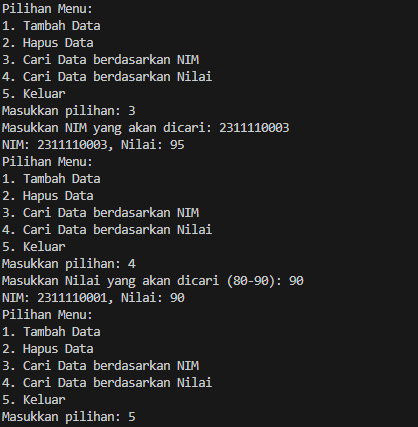 Pilihan Menu:
1. Tambah Data
2. Hapus Data
3. Cari Data berdasarkan NIM
4. Cari Data berdasarkan Nilai
5. Keluar
Masukkan pilihan: 3
Masukkan NIM yang akan dicari: 2311110003
NIM: 2311110003, Nilai: 95
Pilihan Menu:
1. Tambah Data
2. Hapus Data
3. Cari Data berdasarkan NIM
4. Cari Data berdasarkan Nilai
5. Keluar
Masukkan pilihan: 4
Masukkan Nilai yang akan dicari (80-90): 90
NIM: 2311110001, Nilai: 90
Pilihan Menu:
1. Tambah Data
2. Hapus Data
3. Cari Data berdasarkan NIM
4. Cari Data berdasarkan Nilai
5. Keluar
Masukkan pilihan: 5